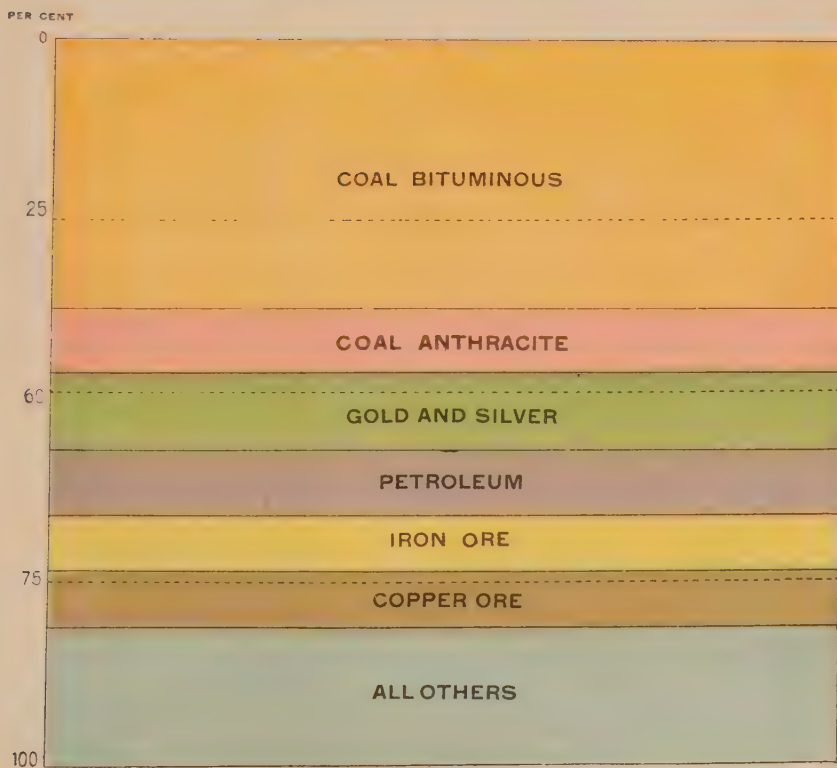 PER CENT
0
COAL BITUMINOUS
25
COAL ANTHRACITE
60
GOLD AND SILVER
PETROLEUM
IRON ORE
75
COPPER ORE
ALL OTHERS
100